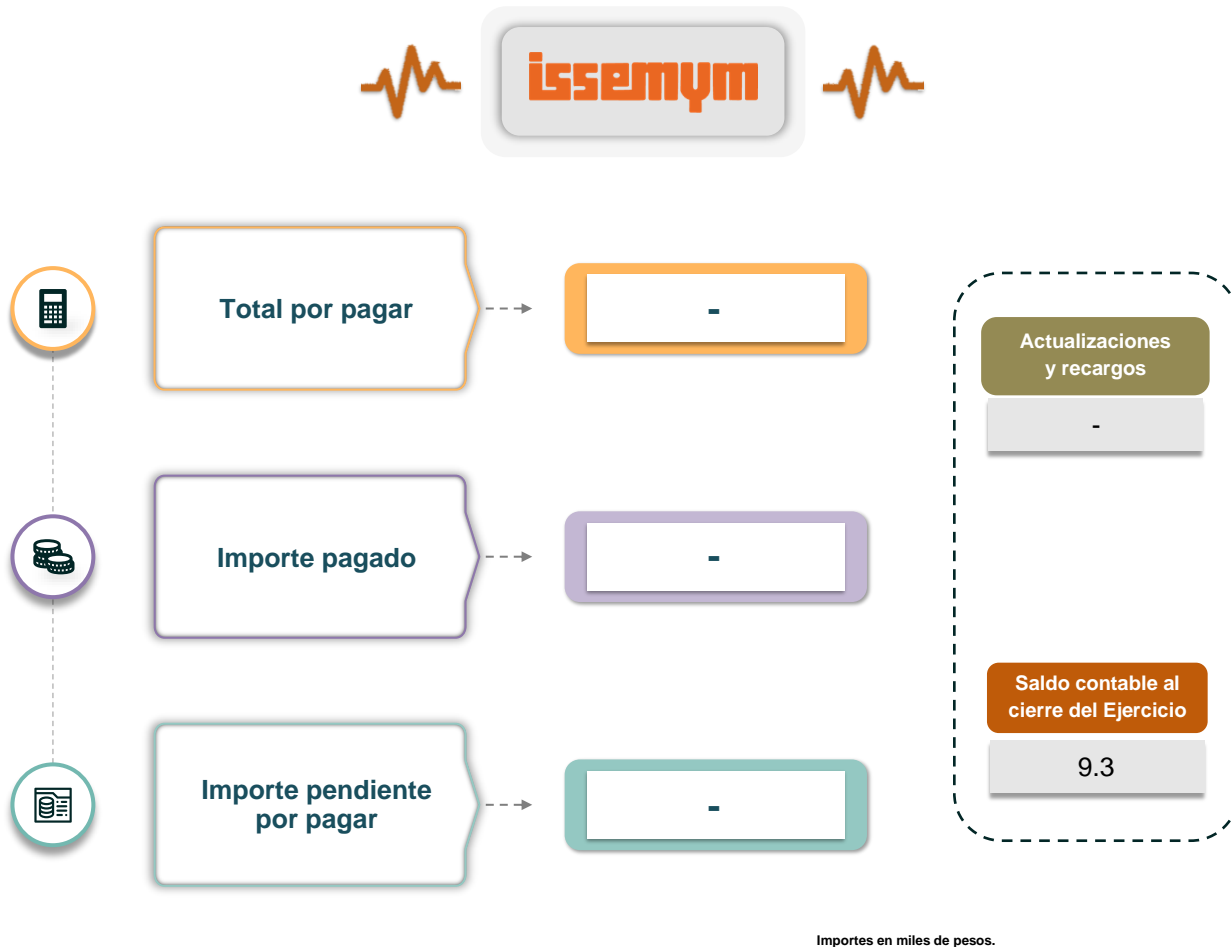 issemym
Total por pagar
-
Actualizaciones
y recargos
-
Importe pagado
-
Saldo contable al
cierre del Ejercicio
9.3
Importe pendiente
por pagar
-
Importes en miles de pesos.